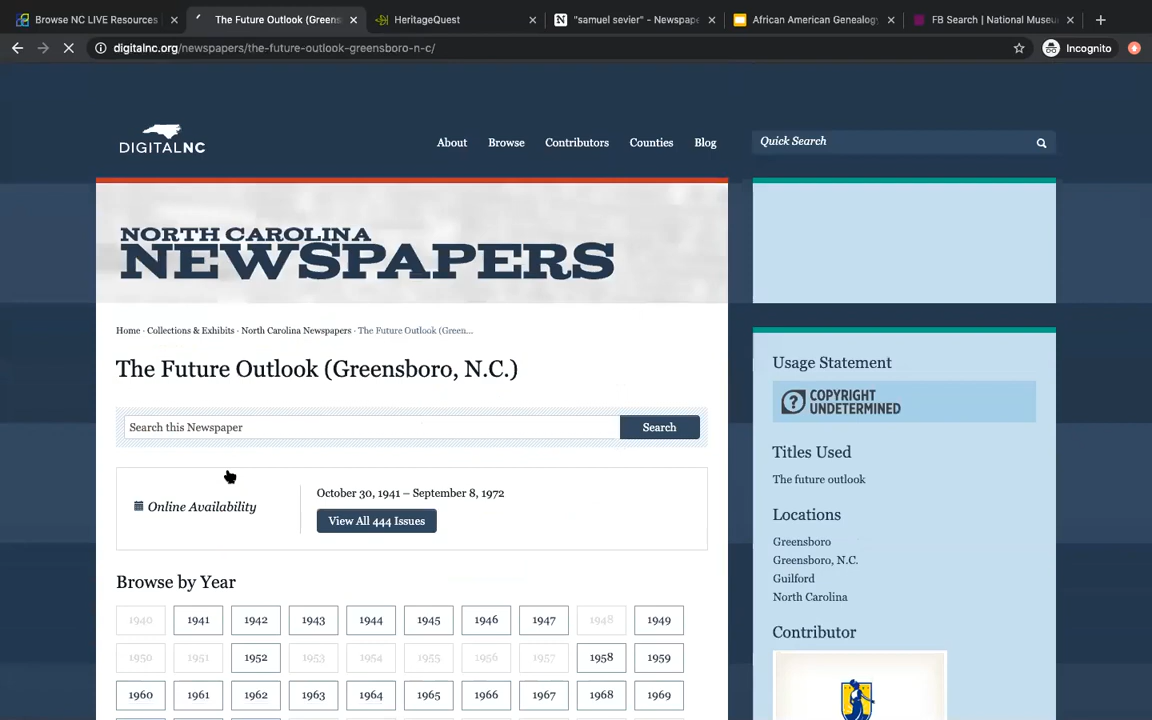 Browse NC LIVE Resources
The Future Outlook (Greens
HeritageQuest
"samuel sevier" - Newspape
African American Genealogy
FB Search | National Museu
digitalnc.org/newspapers/the-future-outlook-greensboro-n-c/
Incognito
DIGITALNC
About
Browse
Contributors
Counties
Blog
Quick Search
NORTH CAROLINA
NEWSPAPERS
Home · Collections & Exhibits · North Carolina Newspapers · The Future Outlook (Green...
The Future Outlook (Greensboro, N.C.)
Search this Newspaper
Search
Online Availability
October 30, 1941 – September 8, 1972
View All 444 Issues
Browse by Year
1940 1941 1942 1943 1944 1945 1946 1947 1948 1949
1950 1951 1952 1953 1954 1955 1956 1957 1958 1959
1960 1961 1962 1963 1964 1965 1966 1967 1968 1969
Usage Statement
COPYRIGHT
UNDETERMINED
Titles Used
The future outlook
Locations
Greensboro
Greensboro, N.C.
Guilford
North Carolina
Contributor